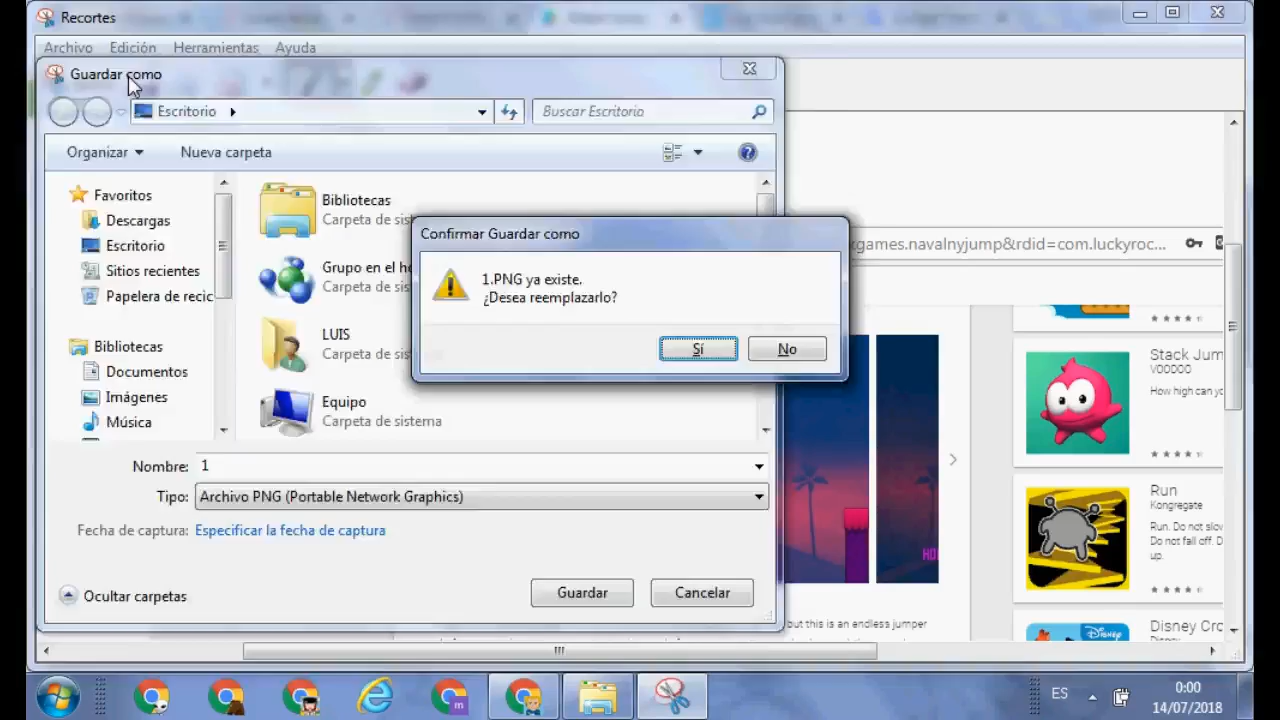 Recortes
Archivo Edición Herramientas Ayuda
Guardar como
Escritorio
Buscar Escritorio
Organizar
Nueva carpeta
Favoritos
Descargas
Escritorio
Sitios recientes
Papelera de recic
Bibliotecas
Documentos
Imágenes
Música
Bibliotecas
Carpeta de sis
Grupo en el ho
Carpeta de sis
LUIS
Carpeta de sis
Equipo
Carpeta de sistema
Confirmar Guardar como
1.PNG ya existe.
¿Desea reemplazarlo?
Sí
No
games.navalnyjump&rdid=com.luckyroc...
Nombre: 1
Tipo: Archivo PNG (Portable Network Graphics)
Fecha de captura: Especificar la fecha de captura
Ocultar carpetas
Guardar
Cancelar
Stack Jum
VOODOO
How high can yo
Run
Kongregate
Run. Do not slow
Do not fall off. D
up.
but this is an endless jumper
Disney
Disney Cro
Disney
HO
m
ES
0:00
14/07/2018